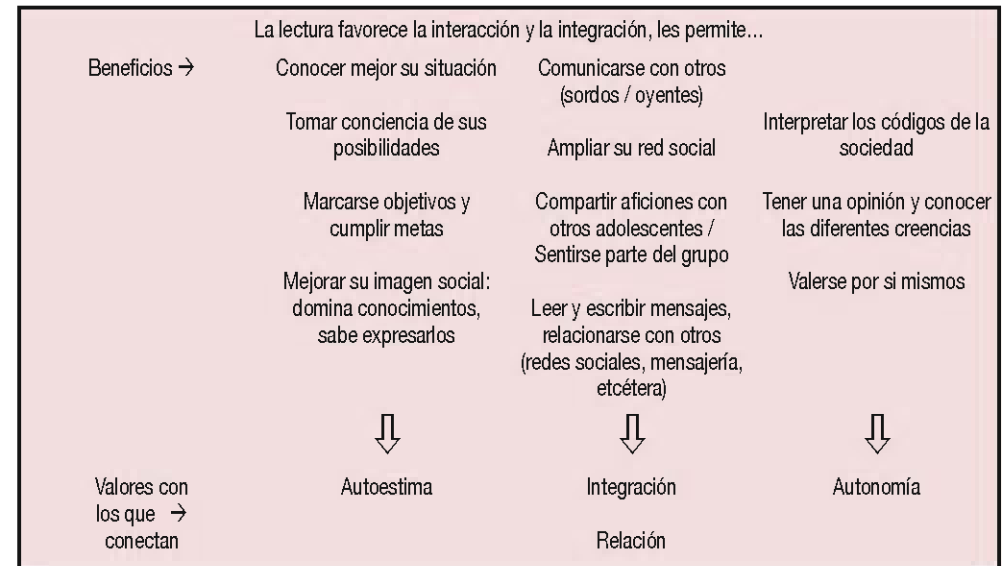 La lectura favorece la interacción y la integración, les permite...
Beneficios →
Conocer mejor su situación
Tomar conciencia de sus
posibilidades
Marcarse objetivos y
cumplir metas
Mejorar su imagen social:
domina conocimientos,
sabe expresarlos
Comunicarse con otros
(sordos / oyentes)
Ampliar su red social
Compartir aficiones con
otros adolescentes /
Sentirse parte del grupo
Leer y escribir mensajes,
relacionarse con otros
(redes sociales, mensajería,
etcétera)
Interpretar los códigos de la
sociedad
Tener una opinión y conocer
las diferentes creencias
Valerse por si mismos
Valores con
los que →
conectan
Autoestima
Integración
Relación
Autonomía